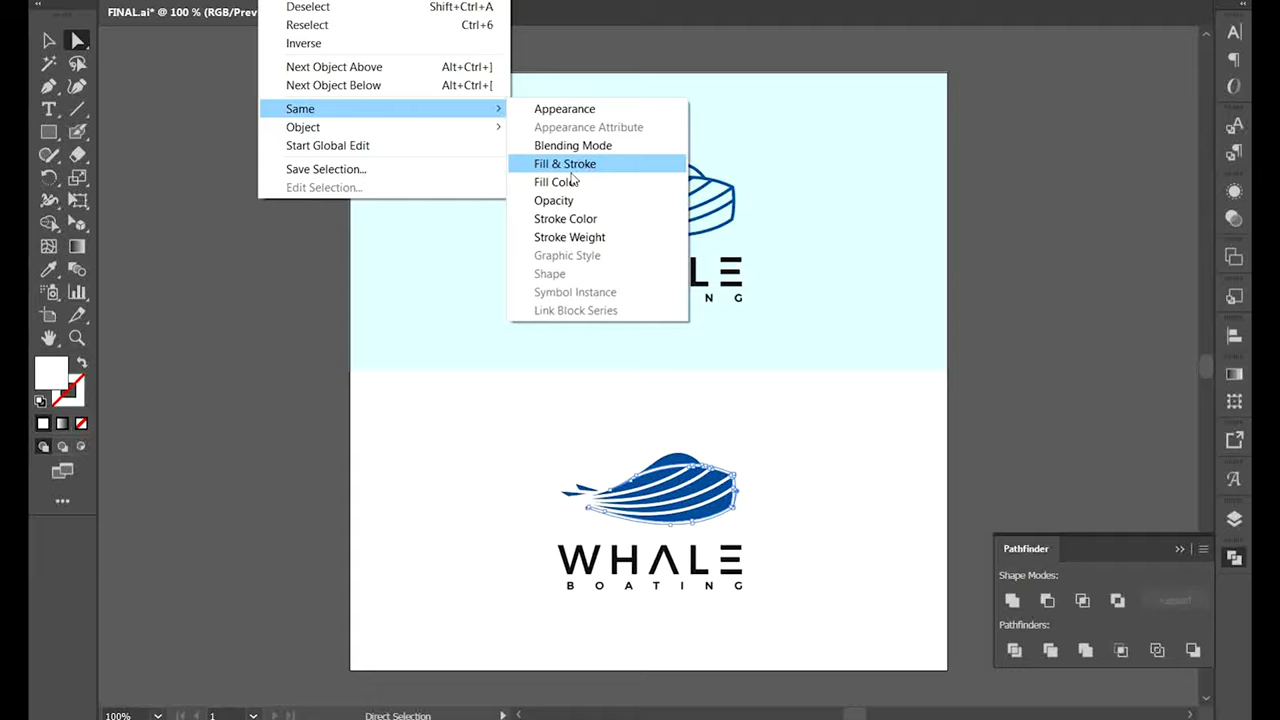 FINAL.ai* @ 100 % (RGB/Prev
Deselect Shift+Ctrl+A
Reselect Ctrl+6
Inverse
Next Object Above Alt+Ctrl+]
Next Object Below Alt+Ctrl+[
Same
Object
Start Global Edit
Save Selection...
Edit Selection...
Appearance
Appearance Attribute
Blending Mode
Fill & Stroke
Fill Color
Opacity
Stroke Color
Stroke Weight
Graphic Style
Shape
Symbol Instance
Link Block Series
LE
N G
WHALE
BOATING
Pathfinder
Shape Modes:
Expand
Pathfinders:
100%
1
Direct Selection